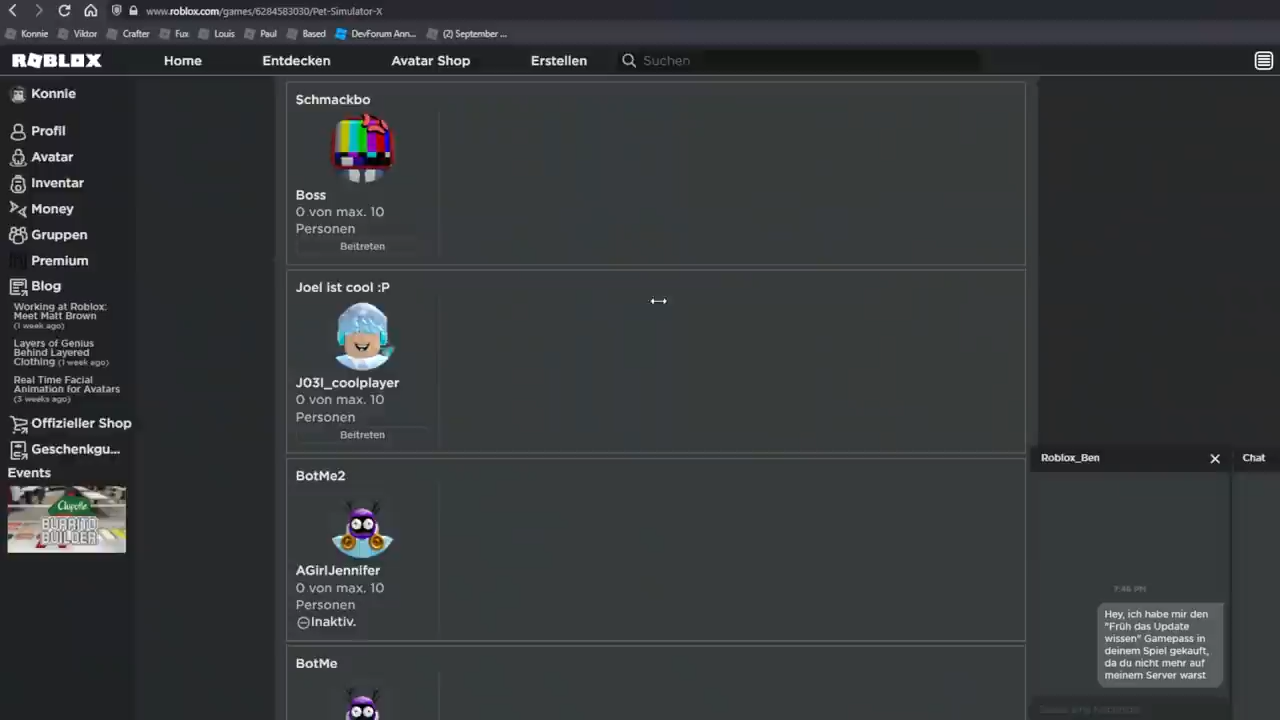 www.roblox.com/games/6284583030/Pet-Simulator-X
Konnie Viktor Crafter Fux Louis Paul Based DevForum Ann... (2) September ...
ROBLOX Home Entdecken Avatar Shop Erstellen Suchen
Konnie
Profil
Avatar
Inventar
Money
Gruppen
Premium
Blog
Working at Roblox:
Meet Matt Brown
(1 week ago)
Layers of Genius
Behind Layered
Clothing (1 week ago)
Real Time Facial
Animation for Avatars
(3 weeks ago)
Offizieller Shop
Geschenkgu...
Events
Chipotle
BURRITO
BUILDER
Schmackbo
Boss
0 von max. 10
Personen
Beitreten
Joel ist cool :P
J03l_coolplayer
0 von max. 10
Personen
Beitreten
BotMe2
AGirlJennifer
0 von max. 10
Personen
Inaktiv.
BotMe
Roblox_Ben
Chat
7:46 PM
Hey, ich habe mir den
"Früh das Update
wissen" Gamepass in
deinem Spiel gekauft,
da du nicht mehr auf
meinem Server warst